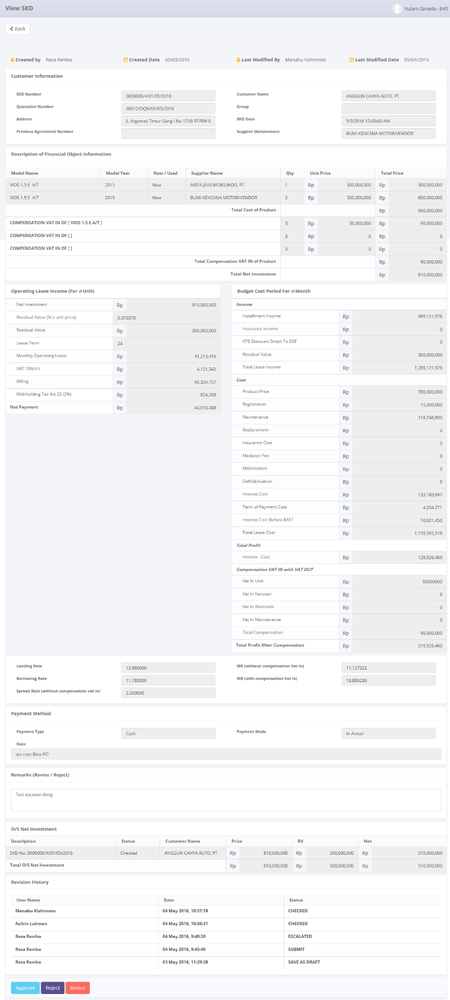 View SKD
Yutaro Sanada - JHO
Back
Created by Reza Renika Created Date 05/03/2016 Last Modified By Manabu Kishimoto Last Modified Date 05/04/2016
Customer Information
SKD Number 0000006/4/01/05/2016 Customer Name ANGGUN CAHYA AUTO, PT
Quotation Number 00012/OQN/01/05/2016 Group
Address Jl. Argamas Timur Gang I No.121B RT/RW 0 SKD Date 5/3/2016 12:00:00 AM
Previous Agreement Number Supplier Maintenance BUMI KENCANA MOTOR/VENDOR
Description of Financial Object Information
Model Name Model Year New / Used Supplier Name Qty Unit Price Total Price
VIOS 1.5 E A/T 2015 New AKITA JAYA MOBILINDO, PT. 1 Rp 300,000,000 Rp 300,000,000
VIOS 1.5 E A/T 2015 New BUMI KENCANA MOTOR/VENDOR 2 Rp 300,000,000 Rp 600,000,000
Total Cost of Product Rp 900,000,000
COMPENSATION VAT IN OF [ VIOS 1.5 E A/T ] 3 Rp 30,000,000 Rp 90,000,000
COMPENSATION VAT IN OF [ ] 3 Rp 0 Rp 0
COMPENSATION VAT IN OF [ ] 3 Rp 0 Rp 0
Total Compensation VAT IN of Product Rp 90,000,000
Total Net Investment Rp 810,000,000
Operating Lease Income (For n Unit)
Net Investment Rp 810,000,000
Residual Value (% x unit price) 0.370370
Residual Value Rp 300,000,000
Lease Term 24
Monthly Operating Lease Rp 41,213,416
VAT 10% (+) Rp 4,121,342
Billing Rp 45,334,757
Withholding Tax Art 23 (2%) Rp 824,268
Net Payment Rp 44,510,489
Budget Cost Period For n Month
Income
Installment Income Rp 989,121,978
Insurance Income Rp 0
KTB Discount Direct To DSF Rp 0
Residual Value Rp 300,000,000
Total Lease Income Rp 1,289,121,978
Cost
Product Price Rp 780,000,000
Registration Rp 15,000,000
Maintenance Rp 216,748,800
Replacement Rp 0
Insurance Cost Rp 0
Mediator Fee Rp 0
Mobilization Rp 0
DeMobilization Rp 0
Interest Cost Rp 133,180,997
Term of Payment Cost Rp 4,034,271
Interest Cost Before BAST Rp 10,631,450
Total Lease Cost Rp 1,159,595,518
Total Profit
Income - Cost Rp 129,526,460
Compensation VAT IN with VAT OUT
Vat In Unit Rp 90000000
Vat In Karoseri Rp 0
Vat In Aksesoris Rp 0
Vat In Maintenance Rp 0
Total Compensation Rp 90,000,000
Total Profit After Compensation Rp 219,526,460
Landing Rate 13.980000 IRR (without compensation Vat In) 11.127322
Borrowing Rate 11.780000 IRR (with compensation Vat In) 18.886286
Spread Rate (without compensation vat in) 2.200000
Payment Method
Payment Type Cash Payment Mode In Arrear
Note
tes cont Bina PO
Remarks (Revise / Reject)
Test escalate dong
O/S Net Investment
Description Status Customer Name Price RV Net
SKD No: 0000006/4/01/05/2016 Checked ANGGUN CAHYA AUTO, PT Rp 810,000,000 Rp 300,000,000 Rp 510,000,000
Total O/S Net Investment Rp 810,000,000 Rp 300,000,000 Rp 510,000,000
Revision History
User Name Date Status
Manabu Kishimoto 04 May 2016, 10:57:18 CHECKED
Asikin Lukman 04 May 2016, 10:56:31 CHECKED
Reza Renika 04 May 2016, 9:48:30 ESCALATED
Reza Renika 04 May 2016, 9:45:40 SUBMIT
Reza Renika 03 May 2016, 11:29:38 SAVE AS DRAFT
Approve Reject Revise